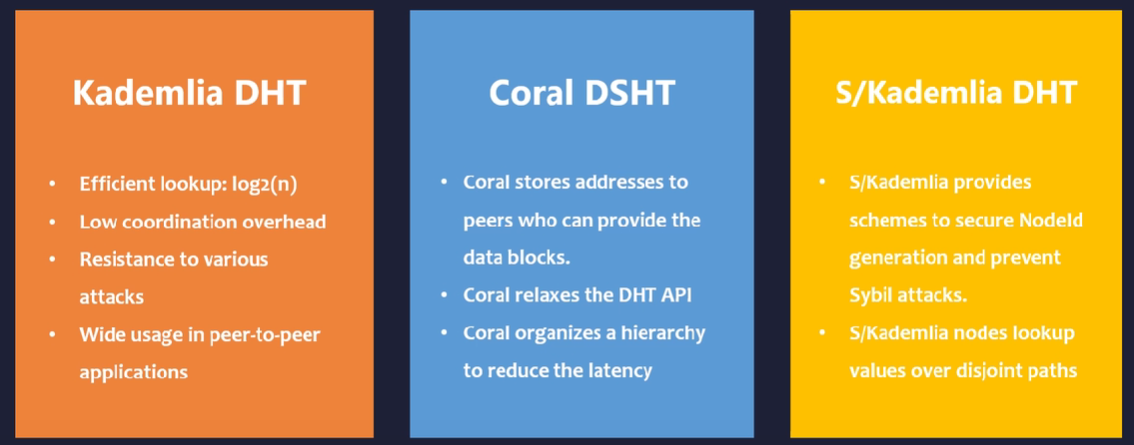 Kademlia DHT
• Efficient lookup: log2(n)
• Low coordination overhead
• Resistance to various
attacks
• Wide usage in peer-to-peer
applications
Coral DSHT
• Coral stores addresses to
peers who can provide the
data blocks.
• Coral relaxes the DHT API
• Coral organizes a hierarchy
to reduce the latency
S/Kademlia DHT
• S/Kademlia provides
schemes to secure NodeId
generation and prevent
Sybil attacks.
• S/Kademlia nodes lookup
values over disjoint paths